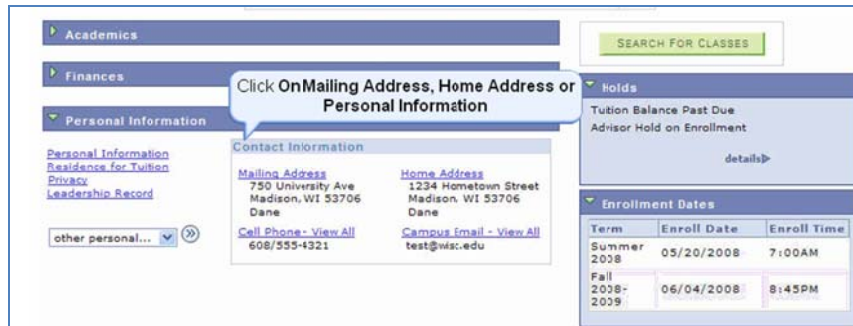 Academics
Finances
Personal Information
Personal Information
Residence for Tuition
Privacy
Leadership Record
other personal...
Click On Mailing Address, Home Address or
Personal Information
Contact Information
Mailing Address
750 University Ave
Madison, WI 53706
Dane
Home Address
1234 Hometown Street
Madison, WI 53706
Dane
Cell Phone - View All
608/555-4321
Campus Email - View All
test@wisc.edu
SEARCH FOR CLASSES
Holds
Tuition Balance Past Due
Advisor Hold on Enrollment
details
Enrollment Dates
Term Enroll Date Enroll Time
Summer
2008 05/20/2008 7:00AM
Fall
2008-
2009 06/04/2008 8:45PM